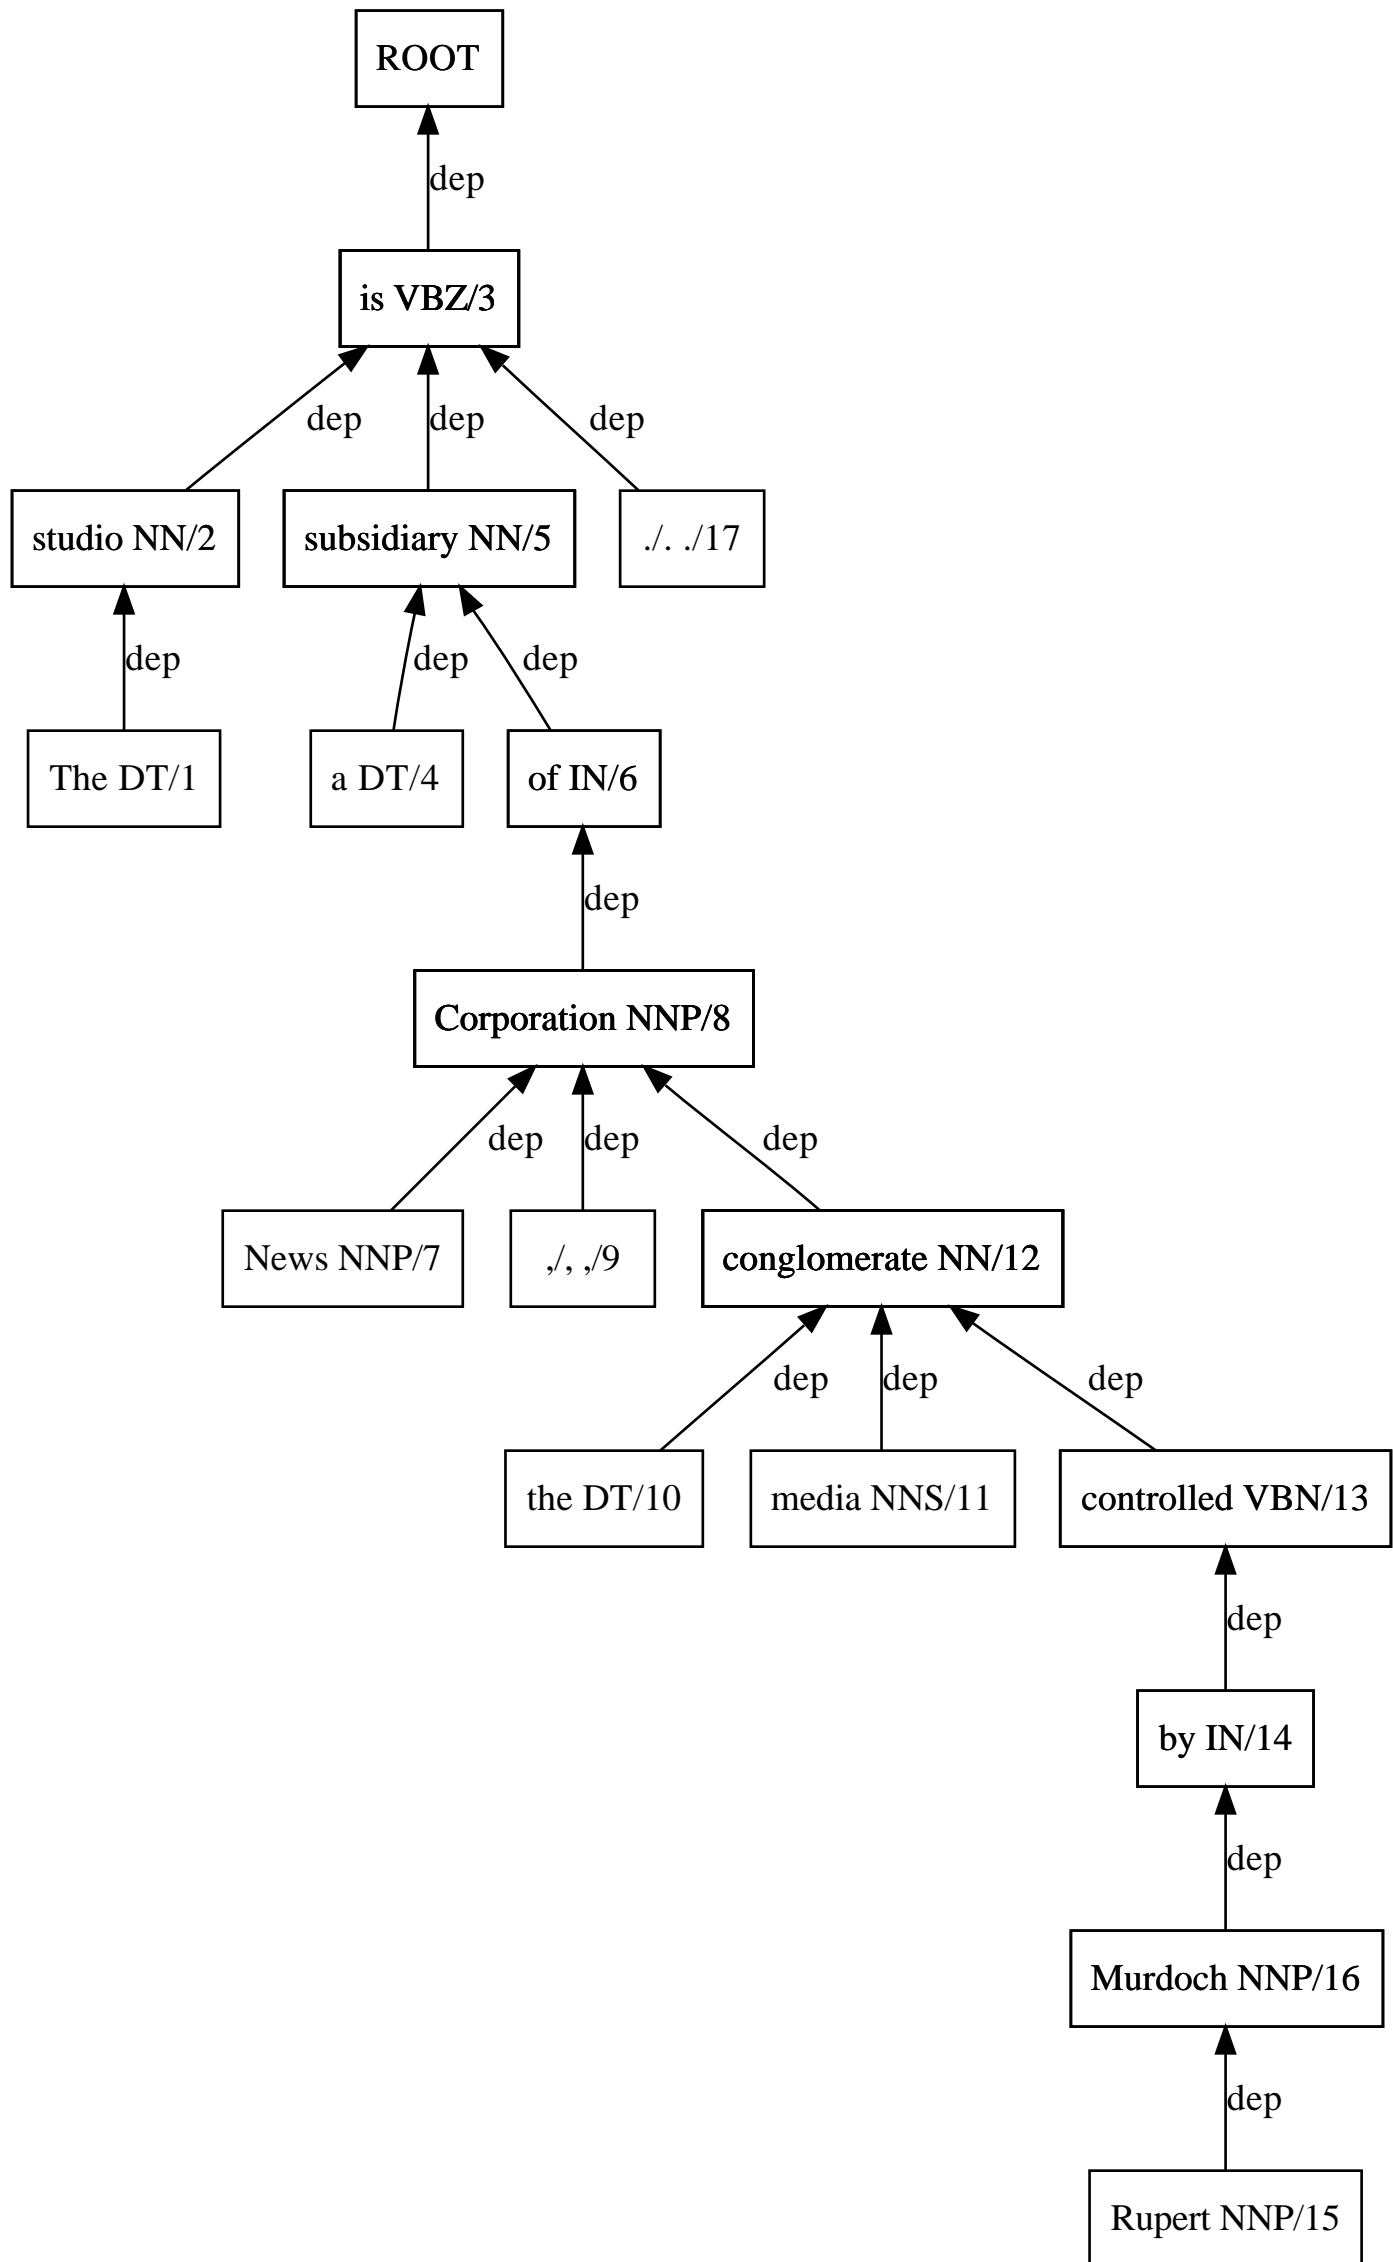 ROOT
dep
is VBZ/3
dep dep dep
studio NN/2 subsidiary NN/5 ./. ./17
dep dep dep
The DT/1 a DT/4 of IN/6
dep
Corporation NNP/8
dep dep dep
News NNP/7 ,/, ,/9 conglomerate NN/12
dep dep dep
the DT/10 media NNS/11 controlled VBN/13
dep
by IN/14
dep
Murdoch NNP/16
dep
Rupert NNP/15